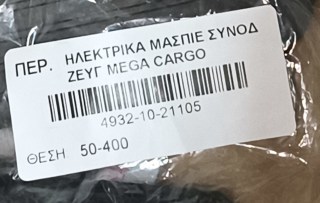 ΠΕΡ. ΗΛΕΚΤΡΙΚΑ ΜΑΣΠΙΕ ΣΥΝΟΔ
ΖΕΥΓ MEGA CARGO
4932-10-21105
ΘΕΣΗ 50-400